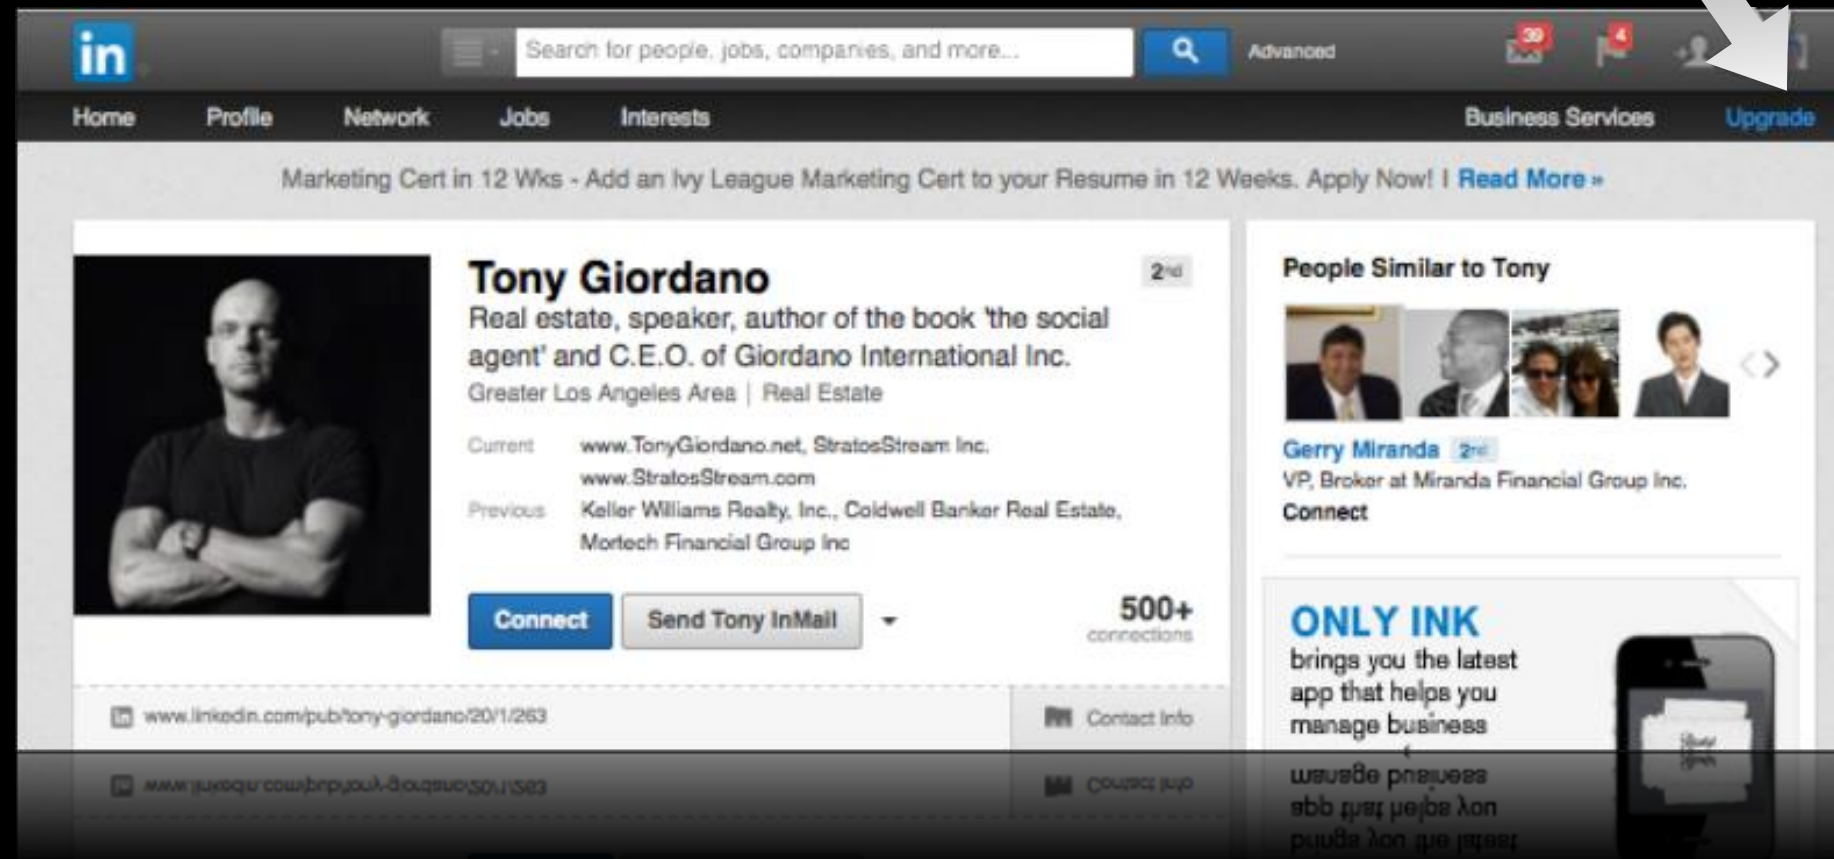 in
Search for people, jobs, companies, and more...
Advanced
39
4
Home Profile Network Jobs Interests
Business Services Upgrade
Marketing Cert in 12 Wks - Add an Ivy League Marketing Cert to your Resume in 12 Weeks. Apply Now! | Read More »
Tony Giordano
2nd
Real estate, speaker, author of the book 'the social
agent' and C.E.O. of Giordano International Inc.
Greater Los Angeles Area | Real Estate
Current www.TonyGiordano.net, StratosStream Inc.
www.StratosStream.com
Previous Keller Williams Realty, Inc., Coldwell Banker Real Estate,
Mortech Financial Group Inc
Connect
Send Tony InMail
500+
connections
www.linkedin.com/pub/tony-giordano/20/1/263
Contact Info
People Similar to Tony
Gerry Miranda 2nd
VP, Broker at Miranda Financial Group Inc.
Connect
ONLY INK
brings you the latest
app that helps you
manage business